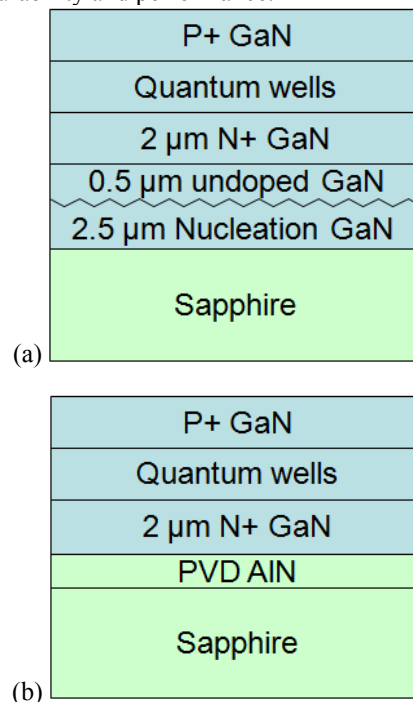 P+ GaN
Quantum wells
2 µm N+ GaN
0.5 µm undoped GaN
2.5 µm Nucleation GaN
Sapphire
(a)
P+ GaN
Quantum wells
2 µm N+ GaN
PVD AlN
Sapphire
(b)